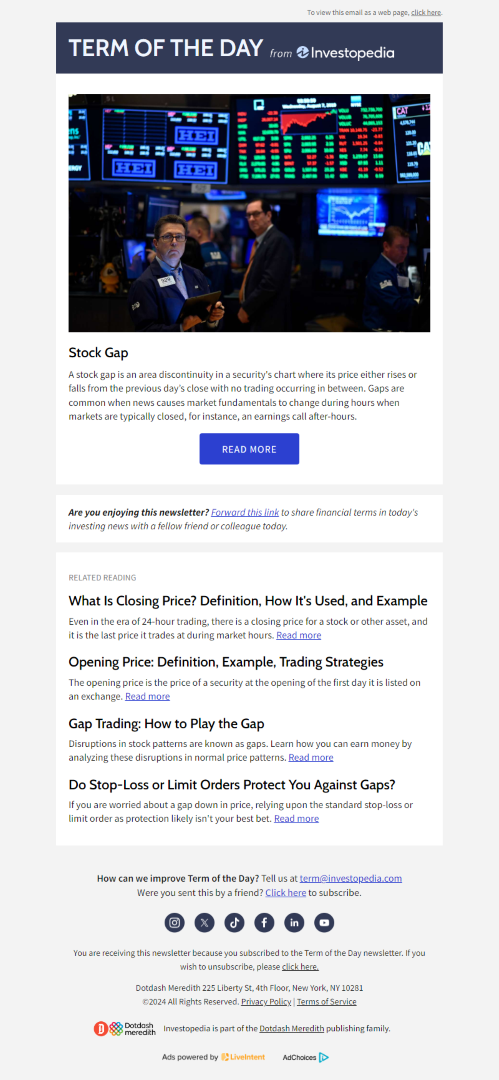 To view this email as a web page, click here.
TERM OF THE DAY from Investopedia
HEI
HEI
HEI
CAT
Stock Gap
A stock gap is an area discontinuity in a security's chart where its price either rises or
falls from the previous day's close with no trading occurring in between. Gaps are
common when news causes market fundamentals to change during hours when
markets are typically closed, for instance, an earnings call after-hours.
READ MORE
Are you enjoying this newsletter? Forward this link to share financial terms in today's
investing news with a fellow friend or colleague today.
RELATED READING
What Is Closing Price? Definition, How It's Used, and Example
Even in the era of 24-hour trading, there is a closing price for a stock or other asset, and
it is the last price it trades at during market hours. Read more
Opening Price: Definition, Example, Trading Strategies
The opening price is the price of a security at the opening of the first day it is listed on
an exchange. Read more
Gap Trading: How to Play the Gap
Disruptions in stock patterns are known as gaps. Learn how you can earn money by
analyzing these disruptions in normal price patterns. Read more
Do Stop-Loss or Limit Orders Protect You Against Gaps?
If you are worried about a gap down in price, relying upon the standard stop-loss or
limit order as protection likely isn't your best bet. Read more
How can we improve Term of the Day? Tell us at term@investopedia.com
Were you sent this by a friend? Click here to subscribe.
You are receiving this newsletter because you subscribed to the Term of the Day newsletter. If you
wish to unsubscribe, please click here.
Dotdash Meredith 225 Liberty St, 4th Floor, New York, NY 10281
©2024 All Rights Reserved. Privacy Policy | Terms of Service
Dotdash meredith Investopedia is part of the Dotdash Meredith publishing family.
Ads powered by LiveIntent AdChoices